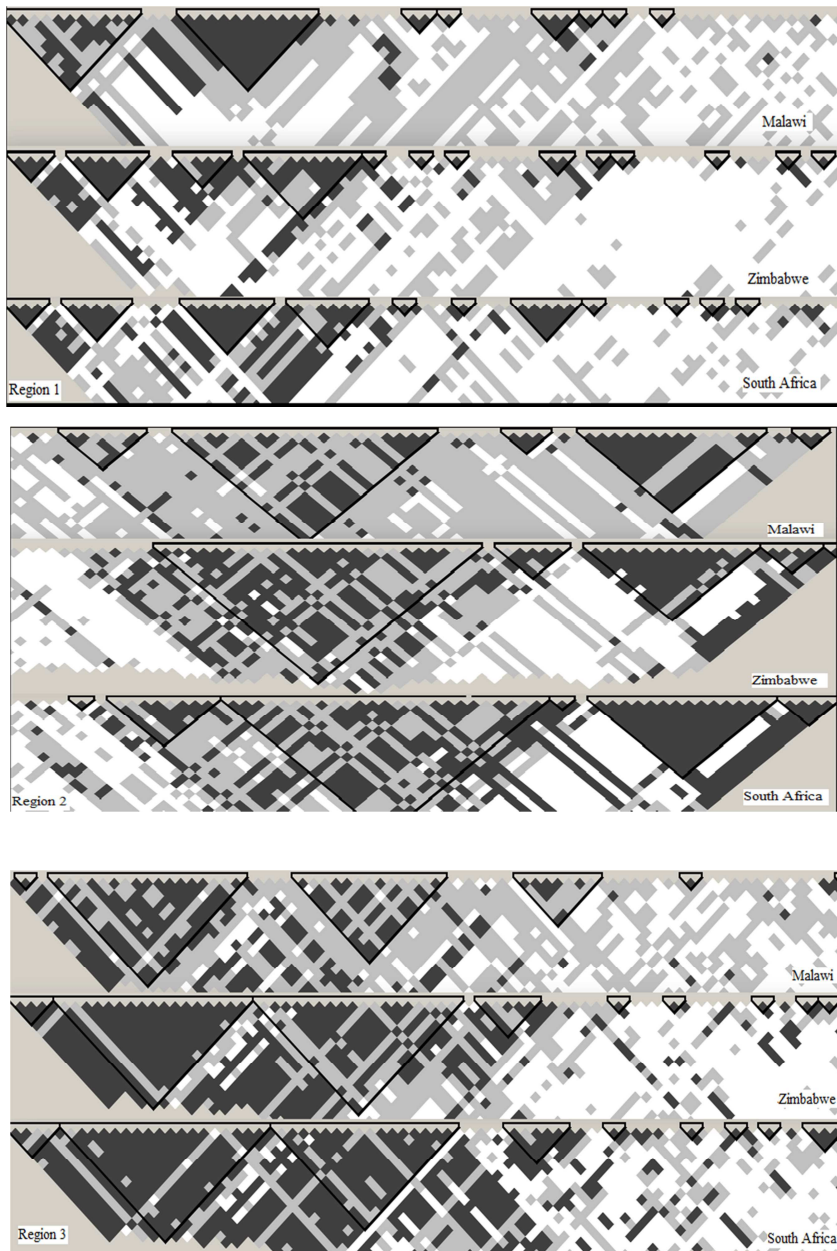 Malawi
Zimbabwe
Region 1
South Africa
Malawi
Zimbabwe
Region 2
South Africa
Malawi
Zimbabwe
Region 3
South Africa